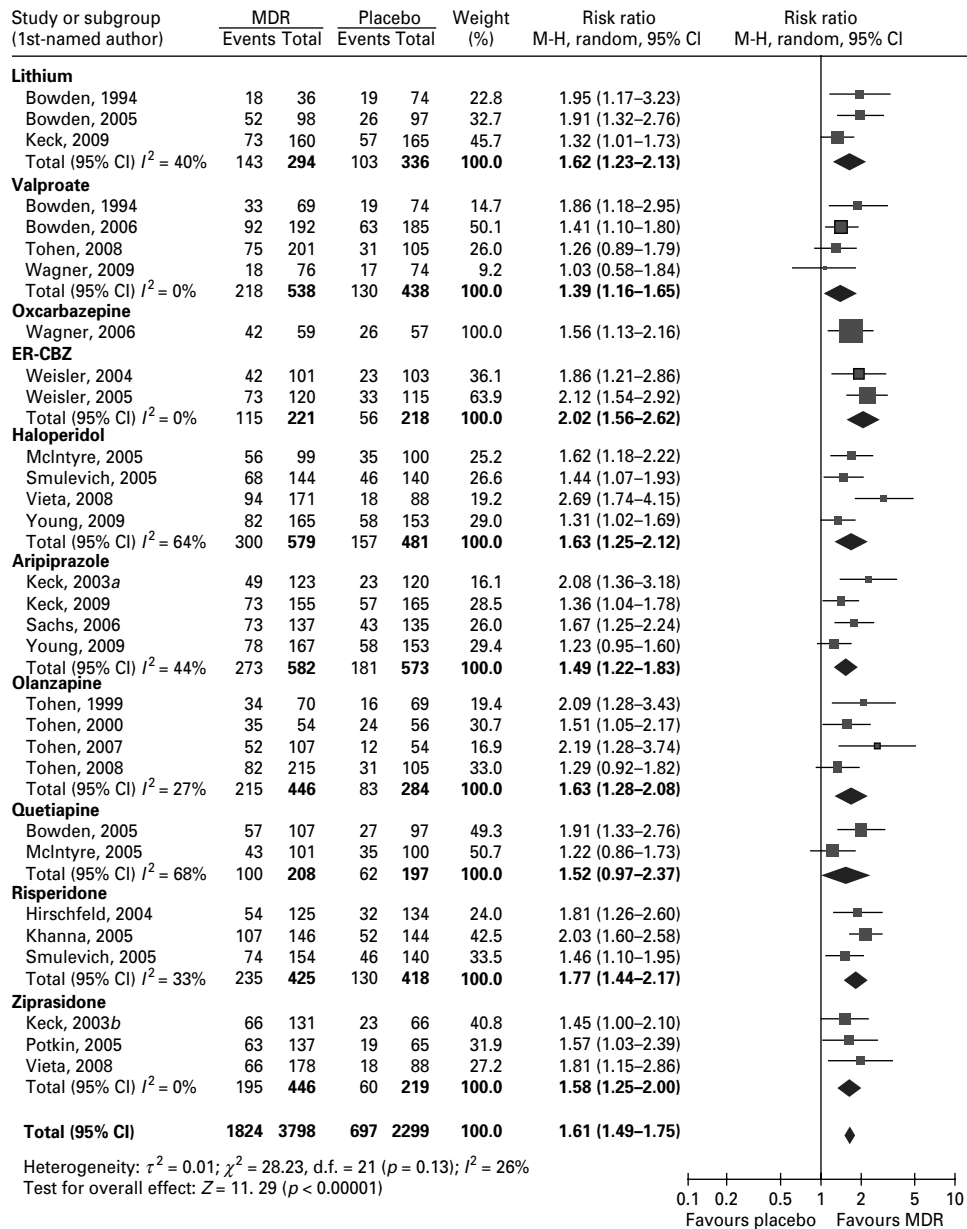 Study or subgroup MDR Placebo Weight Risk ratio Risk ratio
(1st-named author) Events Total Events Total (%) M-H, random, 95% CI M-H, random, 95% CI
Lithium
Bowden, 1994 18 36 19 74 22.8 1.95 (1.17–3.23)
Bowden, 2005 52 98 26 97 32.7 1.91 (1.32–2.76)
Keck, 2009 73 160 57 165 45.7 1.32 (1.01–1.73)
Total (95% CI) I² = 40% 143 294 103 336 100.0 1.62 (1.23–2.13)
Valproate
Bowden, 1994 33 69 19 74 14.7 1.86 (1.18–2.95)
Bowden, 2006 92 192 63 185 50.1 1.41 (1.10–1.80)
Tohen, 2008 75 201 31 105 26.0 1.26 (0.89–1.79)
Wagner, 2009 18 76 17 74 9.2 1.03 (0.58–1.84)
Total (95% CI) I² = 0% 218 538 130 438 100.0 1.39 (1.16–1.65)
Oxcarbazepine
Wagner, 2006 42 59 26 57 100.0 1.56 (1.13–2.16)
ER-CBZ
Weisler, 2004 42 101 23 103 36.1 1.86 (1.21–2.86)
Weisler, 2005 73 120 33 115 63.9 2.12 (1.54–2.92)
Total (95% CI) I² = 0% 115 221 56 218 100.0 2.02 (1.56–2.62)
Haloperidol
McIntyre, 2005 56 99 35 100 25.2 1.62 (1.18–2.22)
Smulevich, 2005 68 144 46 140 26.6 1.44 (1.07–1.93)
Vieta, 2008 94 171 18 88 19.2 2.69 (1.74–4.15)
Young, 2009 82 165 58 153 29.0 1.31 (1.02–1.69)
Total (95% CI) I² = 64% 300 579 157 481 100.0 1.63 (1.25–2.12)
Aripiprazole
Keck, 2003a 49 123 23 120 16.1 2.08 (1.36–3.18)
Keck, 2009 73 155 57 165 28.5 1.36 (1.04–1.78)
Sachs, 2006 73 137 43 135 26.0 1.67 (1.25–2.24)
Young, 2009 78 167 58 153 29.4 1.23 (0.95–1.60)
Total (95% CI) I² = 44% 273 582 181 573 100.0 1.49 (1.22–1.83)
Olanzapine
Tohen, 1999 34 70 16 69 19.4 2.09 (1.28–3.43)
Tohen, 2000 35 54 24 56 30.7 1.51 (1.05–2.17)
Tohen, 2007 52 107 12 54 16.9 2.19 (1.28–3.74)
Tohen, 2008 82 215 31 105 33.0 1.29 (0.92–1.82)
Total (95% CI) I² = 27% 215 446 83 284 100.0 1.63 (1.28–2.08)
Quetiapine
Bowden, 2005 57 107 27 97 49.3 1.91 (1.33–2.76)
McIntyre, 2005 43 101 35 100 50.7 1.22 (0.86–1.73)
Total (95% CI) I² = 68% 100 208 62 197 100.0 1.52 (0.97–2.37)
Risperidone
Hirschfeld, 2004 54 125 32 134 24.0 1.81 (1.26–2.60)
Khanna, 2005 107 146 52 144 42.5 2.03 (1.60–2.58)
Smulevich, 2005 74 154 46 140 33.5 1.46 (1.10–1.95)
Total (95% CI) I² = 33% 235 425 130 418 100.0 1.77 (1.44–2.17)
Ziprasidone
Keck, 2003b 66 131 23 66 40.8 1.45 (1.00–2.10)
Potkin, 2005 63 137 19 65 31.9 1.57 (1.03–2.39)
Vieta, 2008 66 178 18 88 27.2 1.81 (1.15–2.86)
Total (95% CI) I² = 0% 195 446 60 219 100.0 1.58 (1.25–2.00)
Total (95% CI) 1824 3798 697 2299 100.0 1.61 (1.49–1.75)
Heterogeneity: τ² = 0.01; χ² = 28.23, d.f. = 21 (p = 0.13); I² = 26%
Test for overall effect: Z = 11. 29 (p < 0.00001)
0.1 0.2 0.5 1 2 5 10
Favours placebo Favours MDR